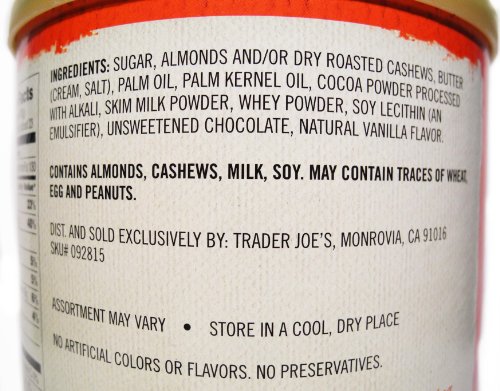 INGREDIENTS: SUGAR, ALMONDS AND/OR DRY ROASTED CASHEWS, BUTTER
(CREAM, SALT), PALM OIL, PALM KERNEL OIL, COCOA POWDER PROCESSED
WITH ALKALI, SKIM MILK POWDER, WHEY POWDER, SOY LECITHIN (AN
EMULSIFIER), UNSWEETENED CHOCOLATE, NATURAL VANILLA FLAVOR.
CONTAINS ALMONDS, CASHEWS, MILK, SOY. MAY CONTAIN TRACES OF WHEAT,
EGG AND PEANUTS.
DIST. AND SOLD EXCLUSIVELY BY: TRADER JOE'S, MONROVIA, CA 91016
SKU# 092815
ASSORTMENT MAY VARY • STORE IN A COOL, DRY PLACE
NO ARTIFICIAL COLORS OR FLAVORS. NO PRESERVATIVES.